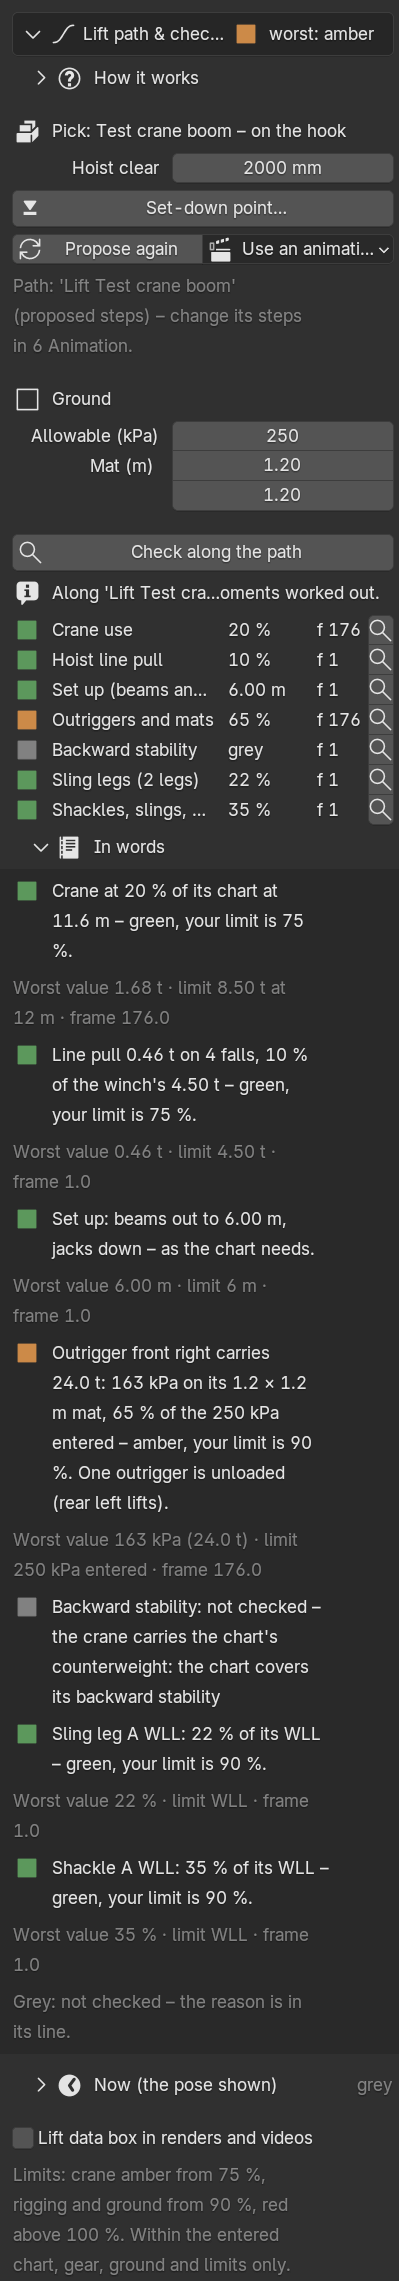 Lift path & chec... worst: amber
How it works
Pick: Test crane boom – on the hook
Hoist clear 2000 mm
Set-down point...
Propose again Use an animati...
Path: 'Lift Test crane boom'
(proposed steps) – change its steps
in 6 Animation.
Ground
Allowable (kPa) 250
Mat (m) 1.20
1.20
Check along the path
Along 'Lift Test cra...oments worked out.
Crane use 20 % f 176
Hoist line pull 10 % f 1
Set up (beams an... 6.00 m f 1
Outriggers and mats 65 % f 176
Backward stability grey f 1
Sling legs (2 legs) 22 % f 1
Shackles, slings, ... 35 % f 1
In words
Crane at 20 % of its chart at
11.6 m – green, your limit is 75
%.
Worst value 1.68 t · limit 8.50 t at
12 m · frame 176.0
Line pull 0.46 t on 4 falls, 10 %
of the winch's 4.50 t – green,
your limit is 75 %.
Worst value 0.46 t · limit 4.50 t ·
frame 1.0
Set up: beams out to 6.00 m,
jacks down – as the chart needs.
Worst value 6.00 m · limit 6 m ·
frame 1.0
Outrigger front right carries
24.0 t: 163 kPa on its 1.2 × 1.2
m mat, 65 % of the 250 kPa
entered – amber, your limit is 90
%. One outrigger is unloaded
(rear left lifts).
Worst value 163 kPa (24.0 t) · limit
250 kPa entered · frame 176.0
Backward stability: not checked –
the crane carries the chart's
counterweight: the chart covers
its backward stability
Sling leg A WLL: 22 % of its WLL
– green, your limit is 90 %.
Worst value 22 % · limit WLL · frame
1.0
Shackle A WLL: 35 % of its WLL –
green, your limit is 90 %.
Worst value 35 % · limit WLL · frame
1.0
Grey: not checked – the reason is in
its line.
Now (the pose shown) grey
Lift data box in renders and videos
Limits: crane amber from 75 %,
rigging and ground from 90 %, red
above 100 %. Within the entered
chart, gear, ground and limits only.